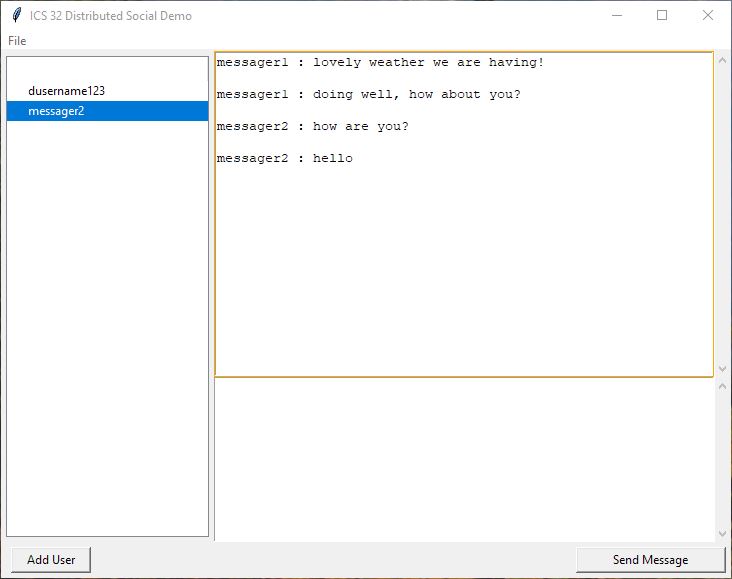 ICS 32 Distributed Social Demo
File
dusername123
messager2
messager1 : lovely weather we are having!
messager1 : doing well, how about you?
messager2 : how are you?
messager2 : hello
Add User
Send Message